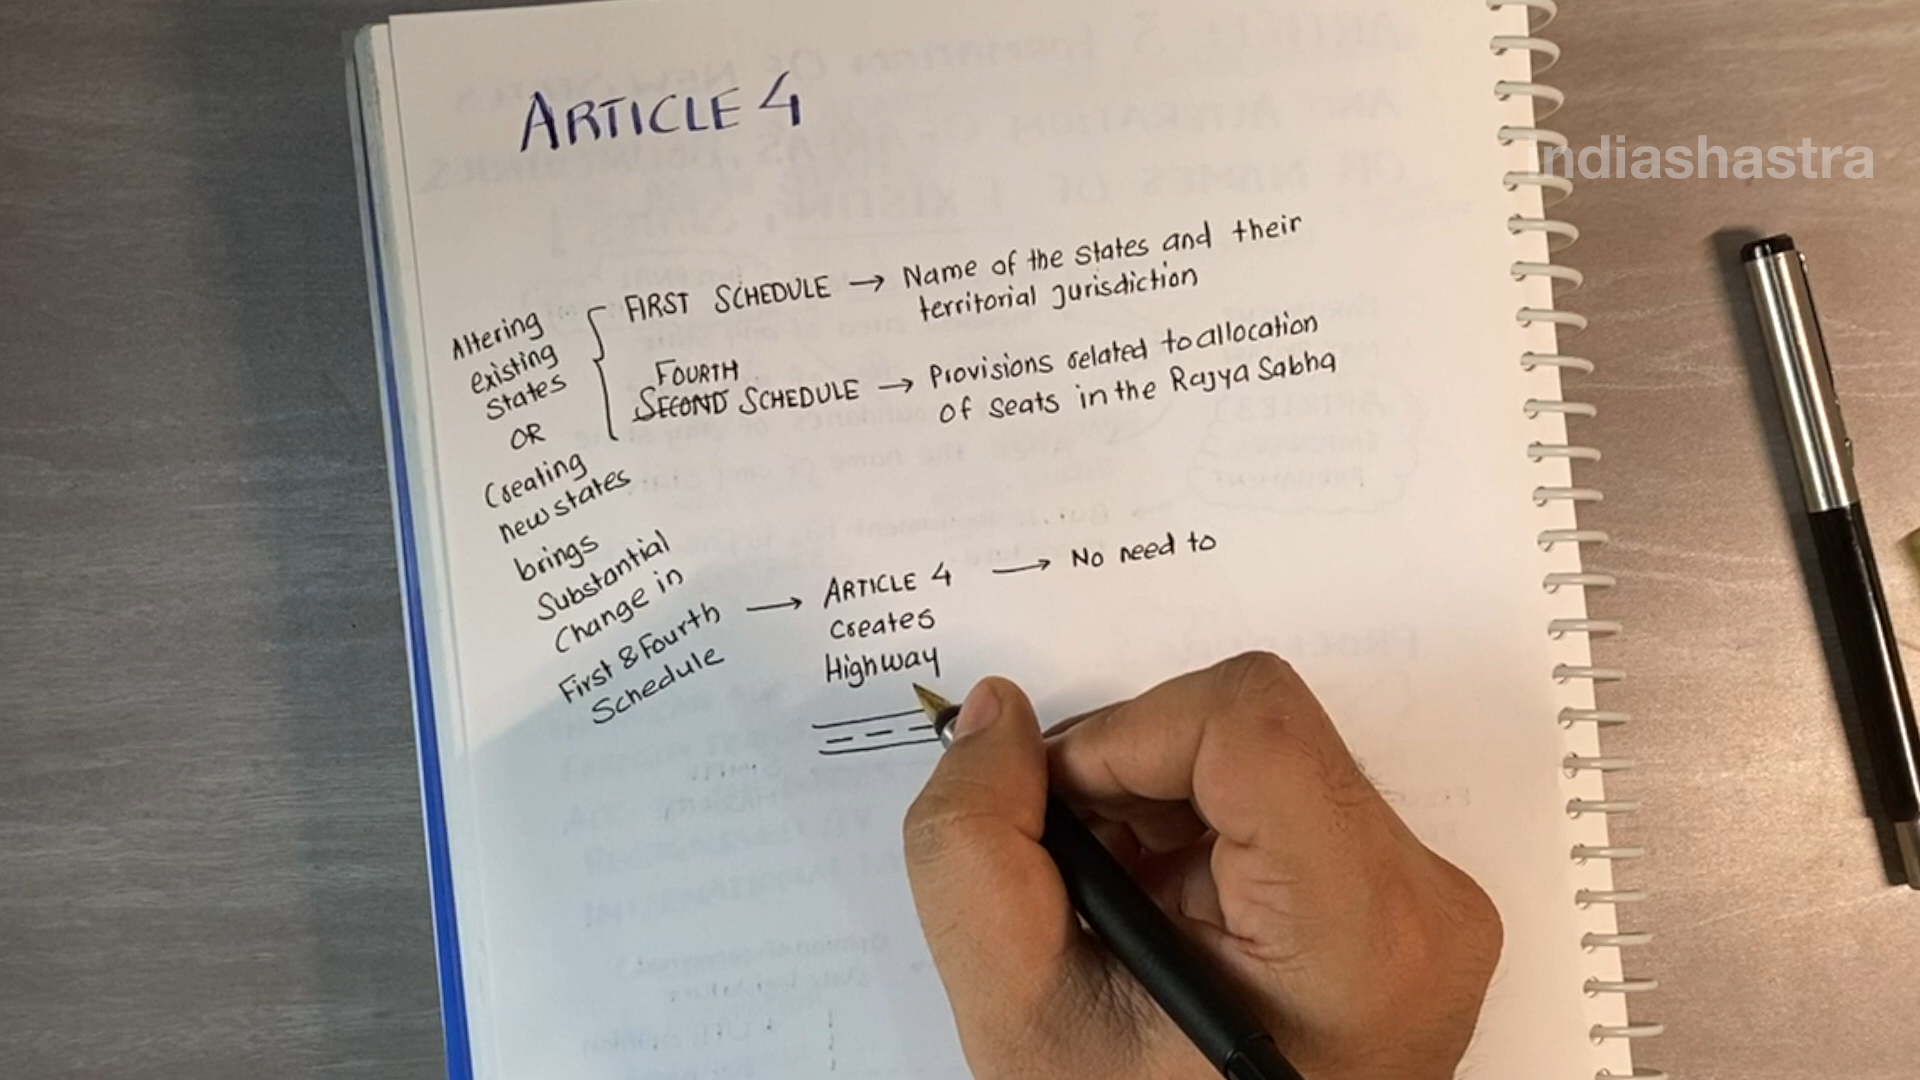 ARTICLE 4
indiashastra
FIRST SCHEDULE → Name of the states and their
territorial jurisdiction
FOURTH
SECOND SCHEDULE → Provisions related to allocation
of seats in the Rajya Sabha
Altering
existing
States
OR
Creating
new states
brings
Substantial
Change in
First & Fourth
Schedule
→ ARTICLE 4
creates
Highway
→ No need to